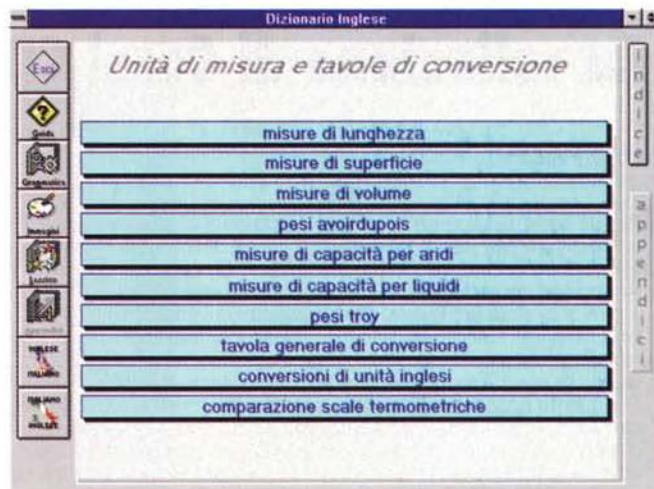 Dizionario Inglese
Esci
Guida
Grammatica
Immagini
Lessico
Appendici
INGLESE
ITALIANO
ITALIANO
INGLESE
Unità di misura e tavole di conversione
misure di lunghezza
misure di superficie
misure di volume
pesi avoirdupois
misure di capacità per aridi
misure di capacità per liquidi
pesi troy
tavola generale di conversione
conversioni di unità inglesi
comparazione scale termometriche
indice
appendici